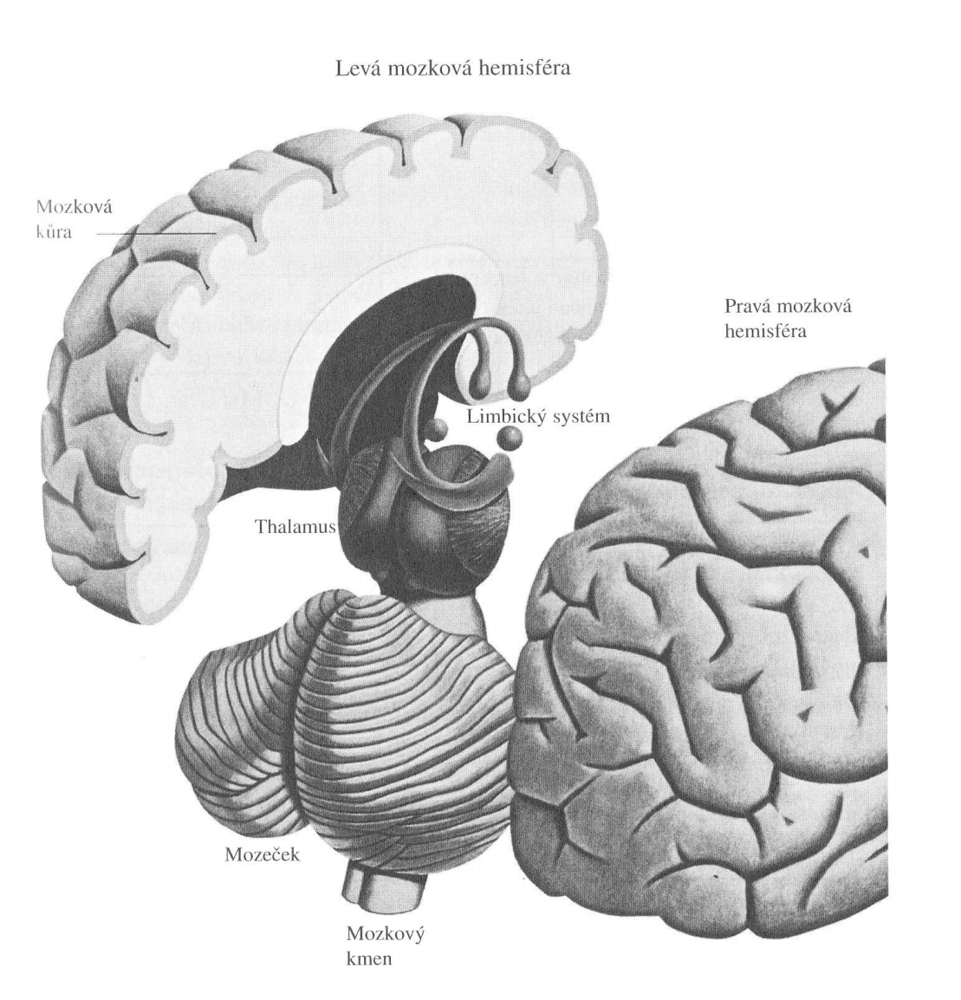 Levá mozková hemisféra
Mozková
kůra
Pravá mozková
hemisféra
Limbický systém
Thalamus
Mozeček
Mozkový
kmen